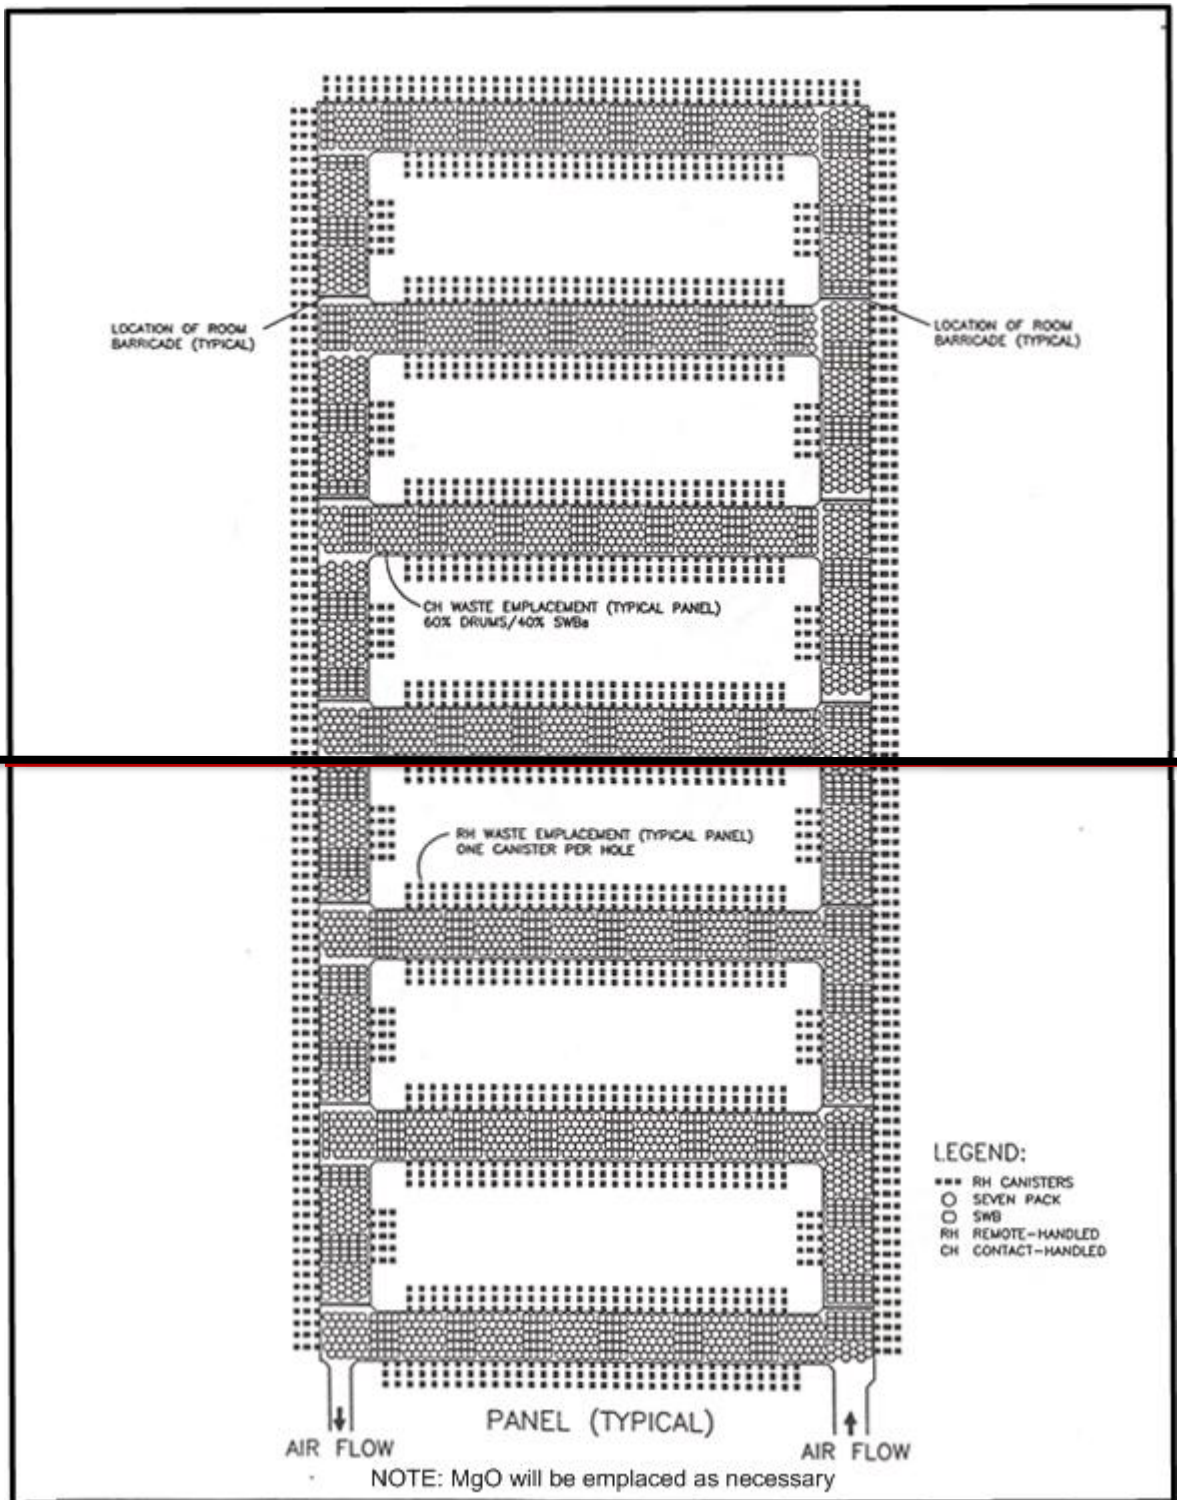 LOCATION OF ROOM
BARRICADE (TYPICAL)
LOCATION OF ROOM
BARRICADE (TYPICAL)
CH WASTE EMPLACEMENT (TYPICAL PANEL)
60% DRUMS/40% SWBs
RH WASTE EMPLACEMENT (TYPICAL PANEL)
ONE CANISTER PER HOLE
LEGEND:
RH CANISTERS
SEVEN PACK
SWB
RH REMOTE-HANDLED
CH CONTACT-HANDLED
PANEL (TYPICAL)
AIR FLOW
AIR FLOW
NOTE: MgO will be emplaced as necessary